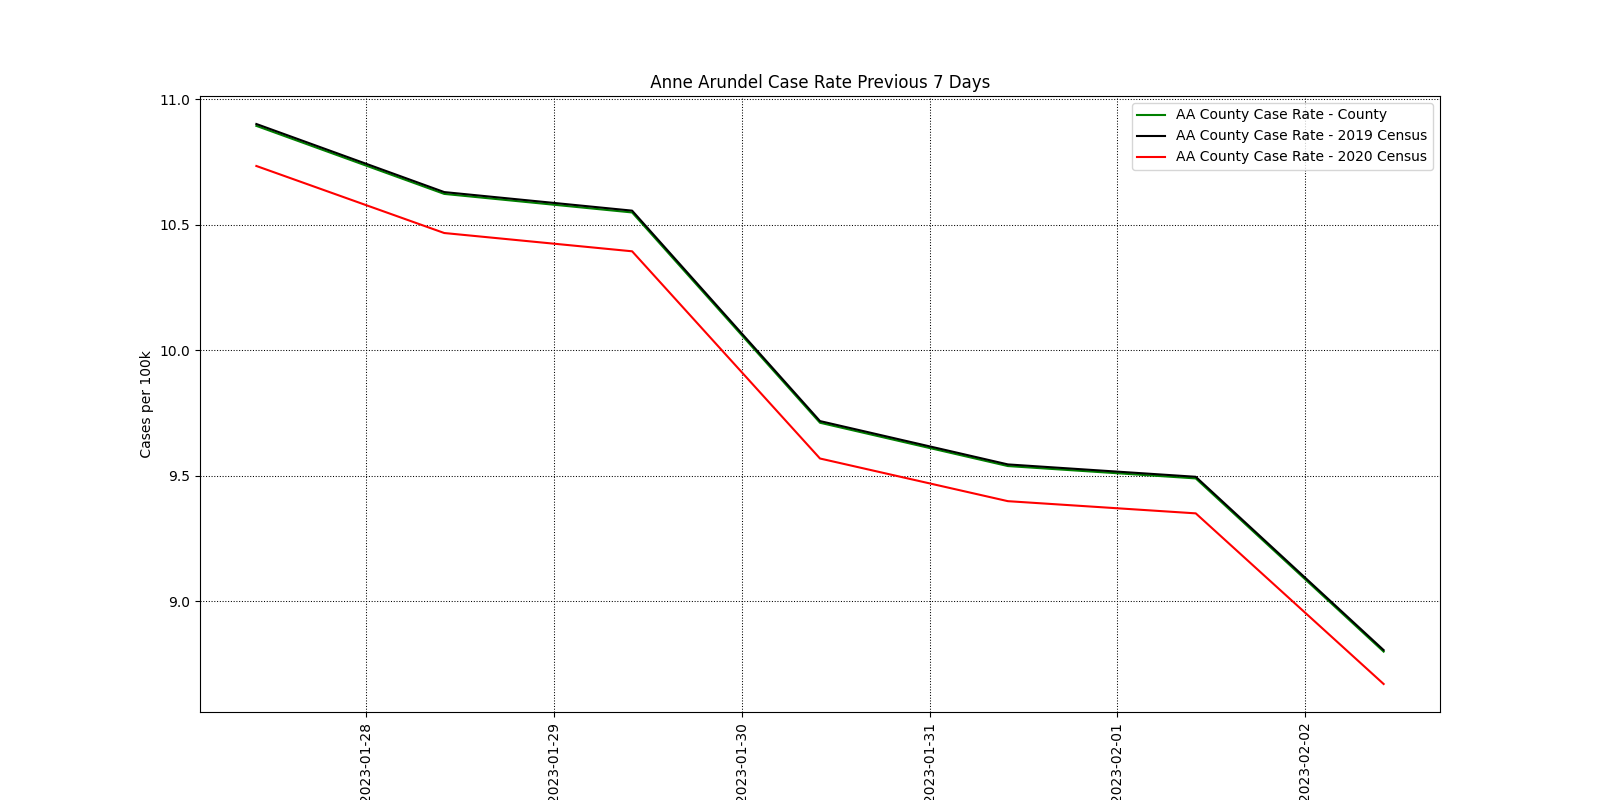 Anne Arundel Case Rate Previous 7 Days
11.0
10.5
10.0
9.5
9.0
Cases per 100k
AA County Case Rate - County
AA County Case Rate - 2019 Census
AA County Case Rate - 2020 Census
2023-01-28
2023-01-29
2023-01-30
2023-01-31
2023-02-01
2023-02-02